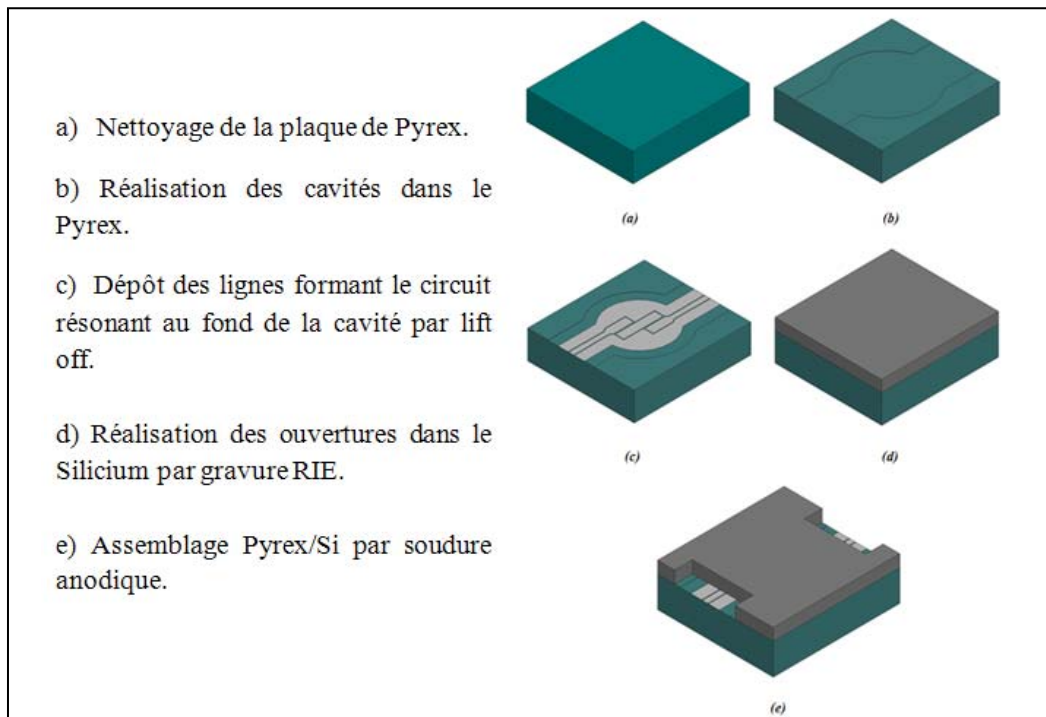 a) Nettoyage de la plaque de Pyrex.
b) Réalisation des cavités dans le
Pyrex.
c) Dépôt des lignes formant le circuit
résonant au fond de la cavité par lift
off.
d) Réalisation des ouvertures dans le
Silicium par gravure RIE.
e) Assemblage Pyrex/Si par soudure
anodique.
(a)
(b)
(c)
(d)
(e)